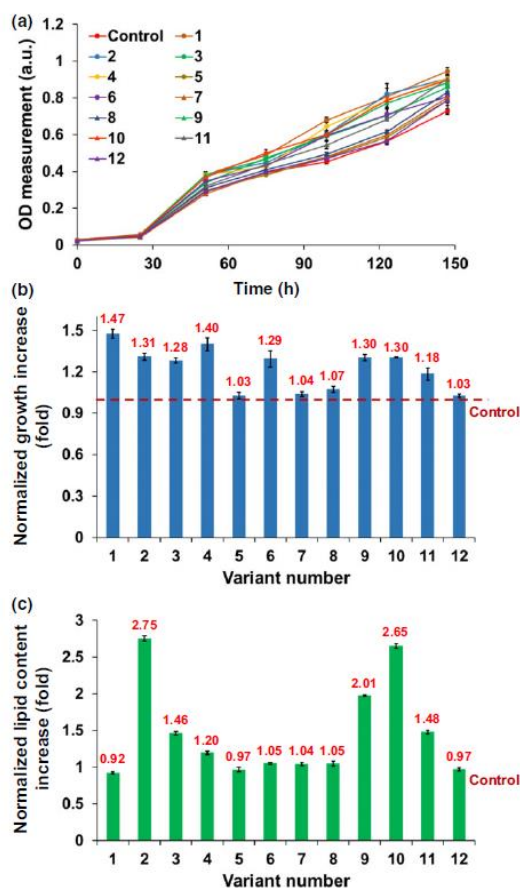 (a)
1.2
1
0.8
0.6
0.4
0.2
0
OD measurement (a.u.)
Control 1
2 3
4 5
6 7
8 9
10 11
12
0 30 60 90 120 150
Time (h)
(b)
1.5
1.2
0.9
0.6
0.3
0
Normalized growth increase
(fold)
1.47 1.31 1.28 1.40 1.03 1.29 1.04 1.07 1.30 1.30 1.18 1.03
Control
1 2 3 4 5 6 7 8 9 10 11 12
Variant number
(c)
3
2.5
2
1.5
1
0.5
0
Normalized lipid content
increase (fold)
0.92 2.75 1.46 1.20 0.97 1.05 1.04 1.05 2.01 2.65 1.48 0.97
Control
1 2 3 4 5 6 7 8 9 10 11 12
Variant number